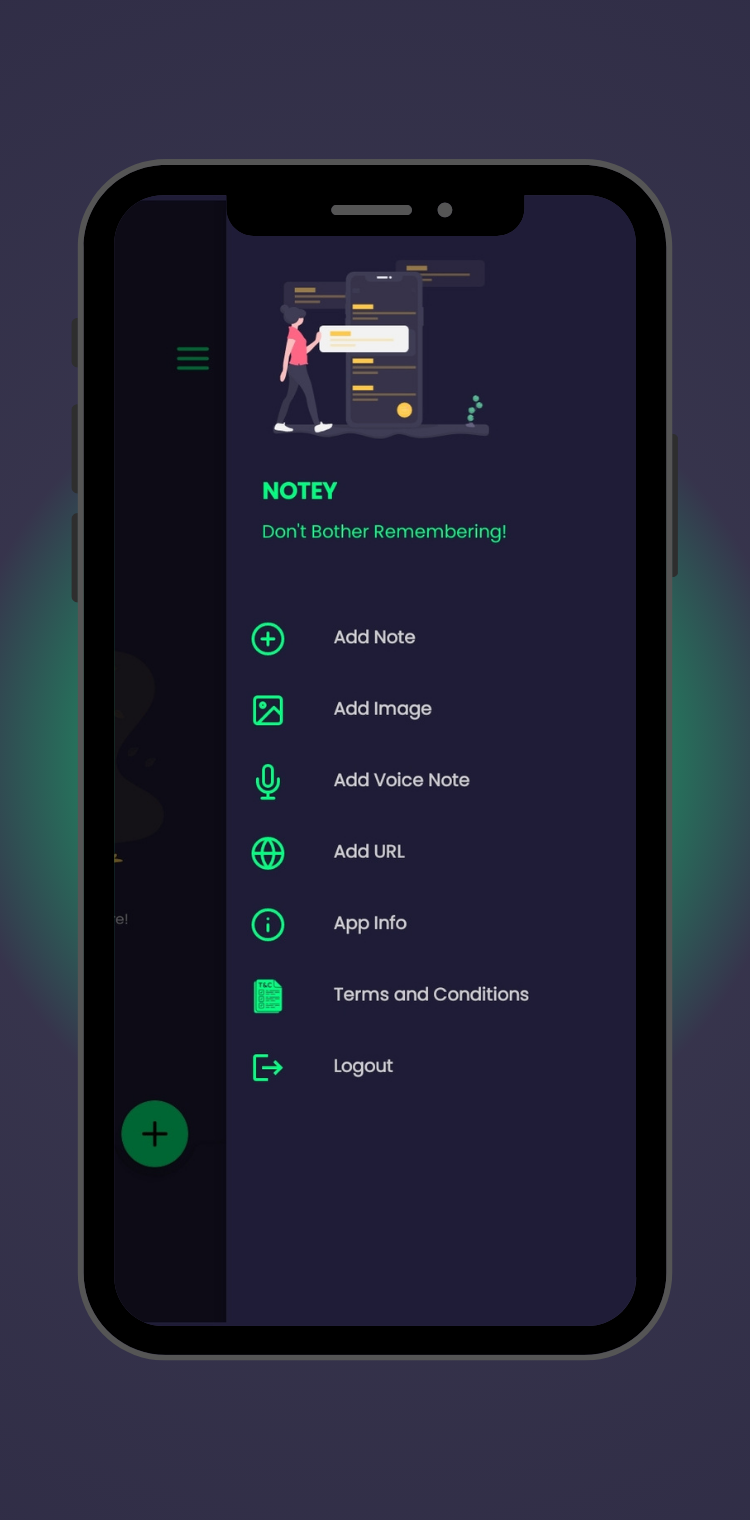 NOTEY
Don't Bother Remembering!
Add Note
Add Image
Add Voice Note
Add URL
re!
App Info
T&C
Terms and Conditions
Logout